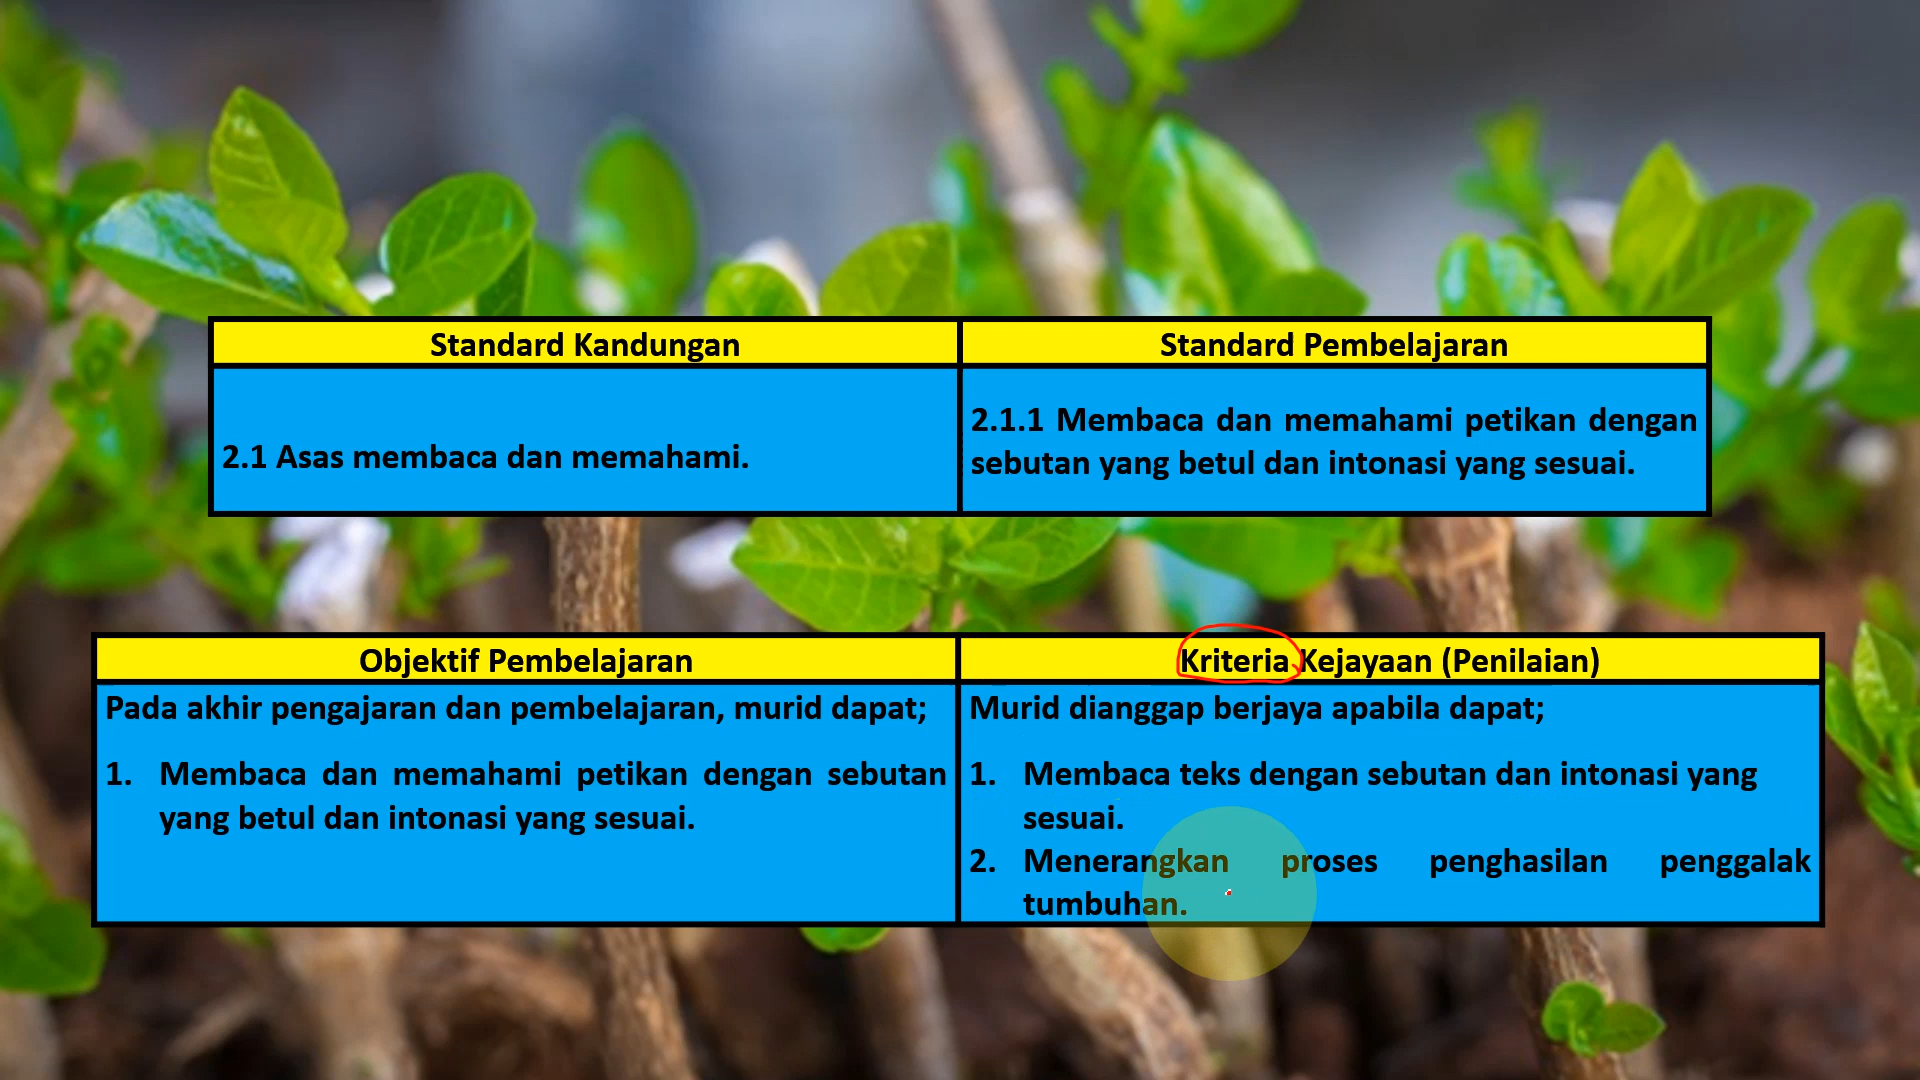 Standard Kandungan
Standard Pembelajaran
2.1 Asas membaca dan memahami.
2.1.1 Membaca dan memahami petikan dengan
sebutan yang betul dan intonasi yang sesuai.
Objektif Pembelajaran
Kriteria Kejayaan (Penilaian)
Pada akhir pengajaran dan pembelajaran, murid dapat;
1. Membaca dan memahami petikan dengan sebutan
yang betul dan intonasi yang sesuai.
Murid dianggap berjaya apabila dapat;
1. Membaca teks dengan sebutan dan intonasi yang
sesuai.
2. Menerangkan proses penghasilan penggalak
tumbuhan.